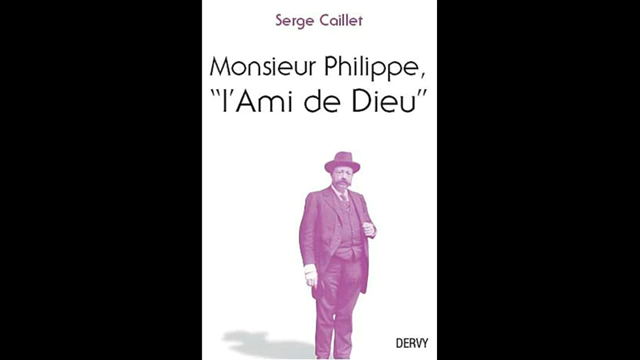 Serge Caillet
Monsieur Philippe,
“l’Ami de Dieu”
DERVY